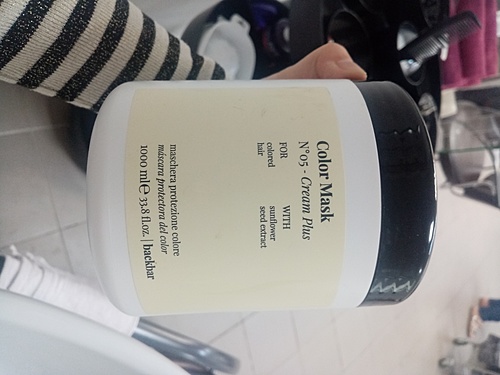 Color Mask
N°05 - Cream Plus
FOR
colored
hair
WITH
sunflower
seed extract
maschera protezione colore
máscara protectora del color
1000 ml e 33.8 fl.oz. | backbar